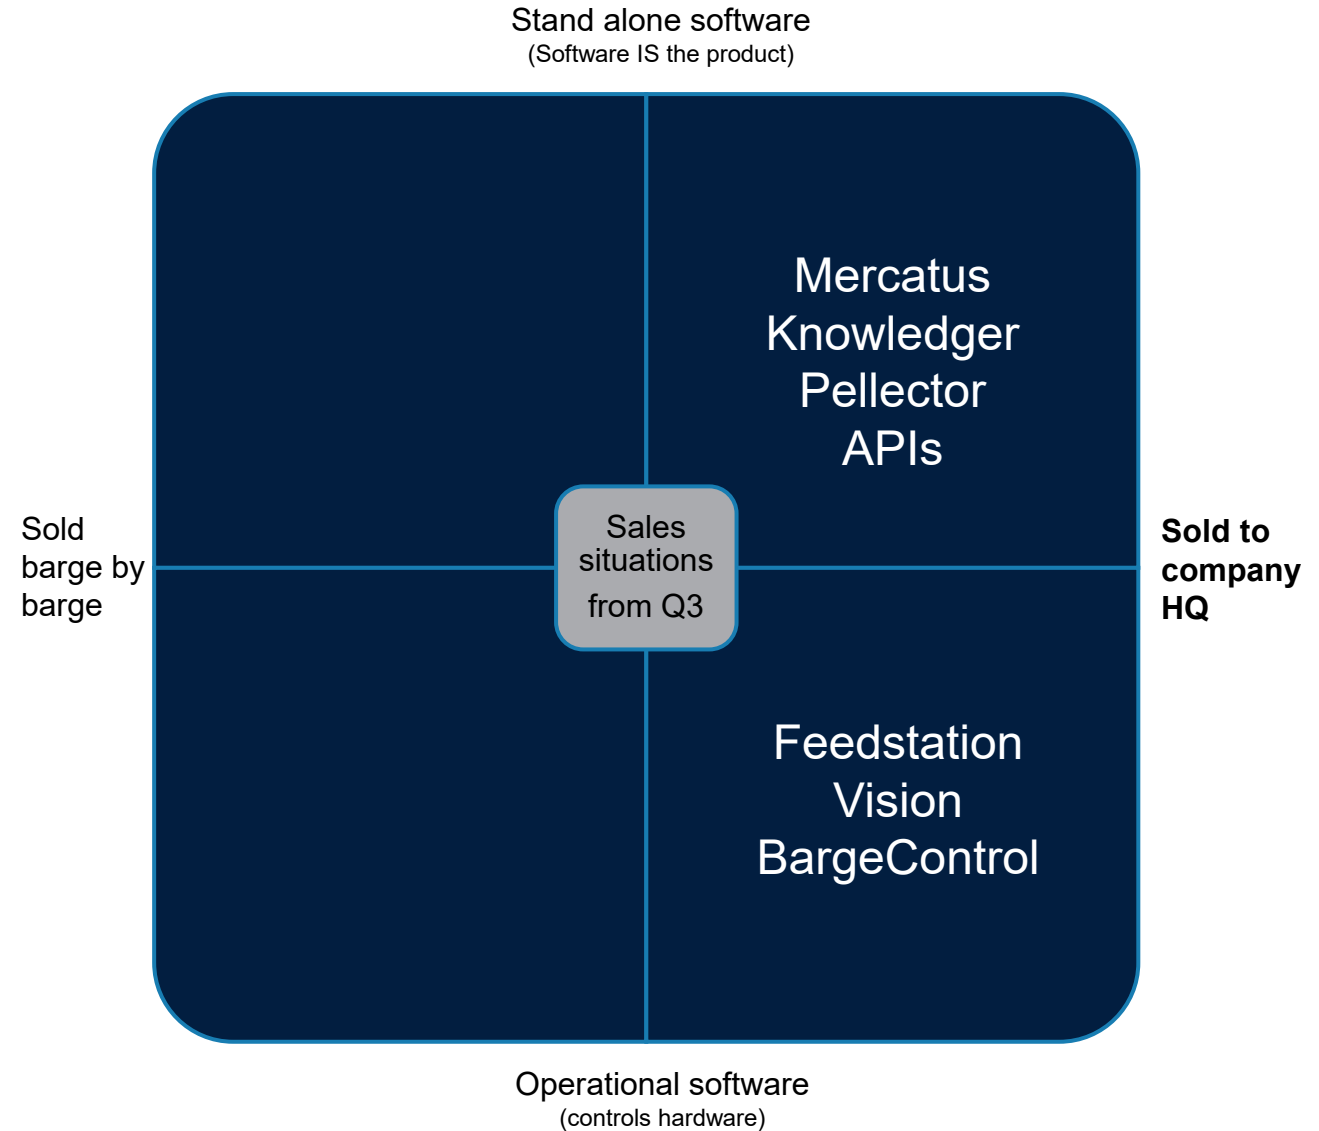 Stand alone software
(Software IS the product)
Mercatus
Knowledger
Pellector
APIs
Sold
barge by
barge
Sales
situations
from Q3
Sold to
company
HQ
Feedstation
Vision
BargeControl
Operational software
(controls hardware)